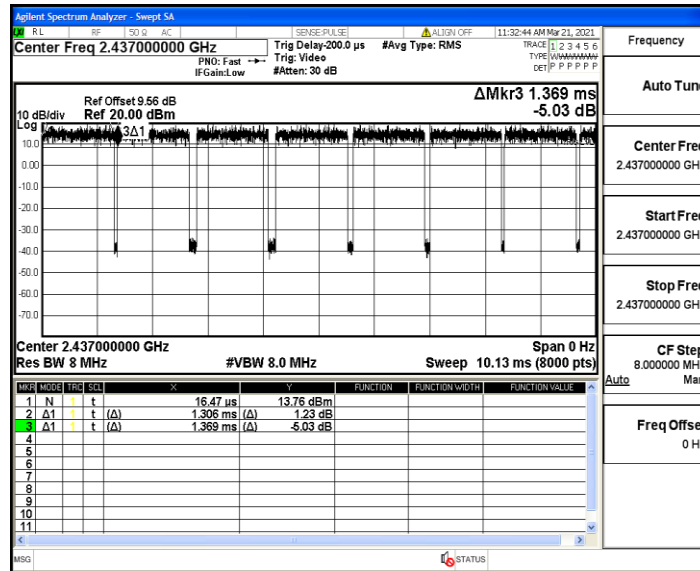 Agilent Spectrum Analyzer - Swept SA
RL RF 50 Ω AC SENSE:PULSE ALIGN OFF 11:32:44 AM Mar 21, 2021
Center Freq 2.437000000 GHz
PNO: Fast
IFGain:Low
Trig Delay-200.0 µs
Trig: Video
#Atten: 30 dB
#Avg Type: RMS
TRACE 1 2 3 4 5 6
TYPE WWWWWW
DET P P P P P P
Ref Offset 9.56 dB
10 dB/div Ref 20.00 dBm
Log
ΔMkr3 1.369 ms
-5.03 dB
3Δ1
10.0
0.00
-10.0
-20.0
-30.0
-40.0
-50.0
-60.0
-70.0
Center 2.437000000 GHz Span 0 Hz
Res BW 8 MHz #VBW 8.0 MHz Sweep 10.13 ms (8000 pts)
MKR MODE TRC SCL X Y FUNCTION FUNCTION WIDTH FUNCTION VALUE
1 N 1 t 16.47 µs 13.76 dBm
2 Δ1 1 t (Δ) 1.306 ms (Δ) 1.23 dB
3 Δ1 1 t (Δ) 1.369 ms (Δ) -5.03 dB
4
5
6
7
8
9
10
11
MSG STATUS
Frequency
Auto Tun
Center Fre
2.437000000 GH
Start Fre
2.437000000 GH
Stop Fre
2.437000000 GH
CF Step
8.000000 MH
Auto Ma
Freq Offse
0 H